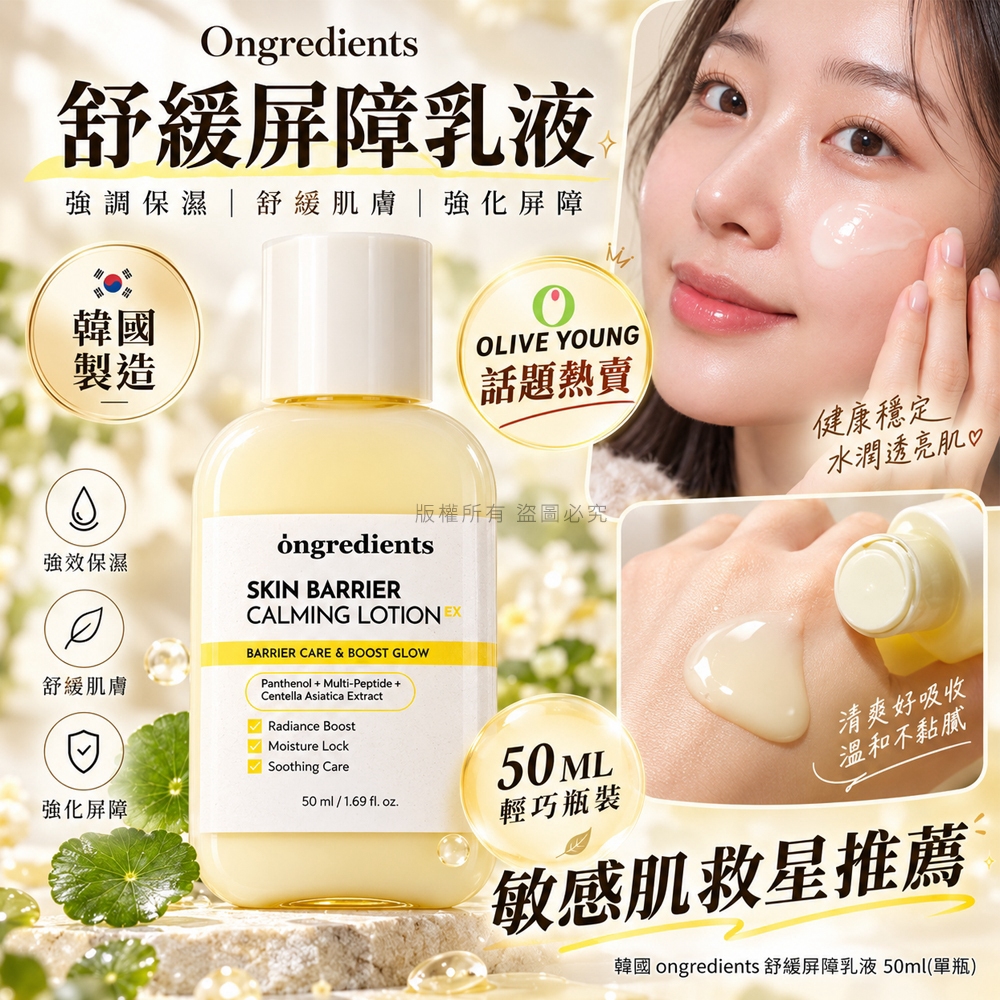 Ongredients
舒緩屏障乳液
強調保濕｜舒緩肌膚｜強化屏障
韓國
製造
OLIVE YOUNG
話題熱賣
健康穩定
水潤透亮肌♡
強效保濕
舒緩肌膚
強化屏障
版權所有 盜圖必究
ongredients
SKIN BARRIER
CALMING LOTION EX
BARRIER CARE & BOOST GLOW
Panthenol + Multi-Peptide +
Centella Asiatica Extract
Radiance Boost
Moisture Lock
Soothing Care
50 ml / 1.69 fl. oz.
清爽好吸收
溫和不黏膩
50 ML
輕巧瓶裝
敏感肌救星推薦
韓國 ongredients 舒緩屏障乳液 50ml(單瓶)